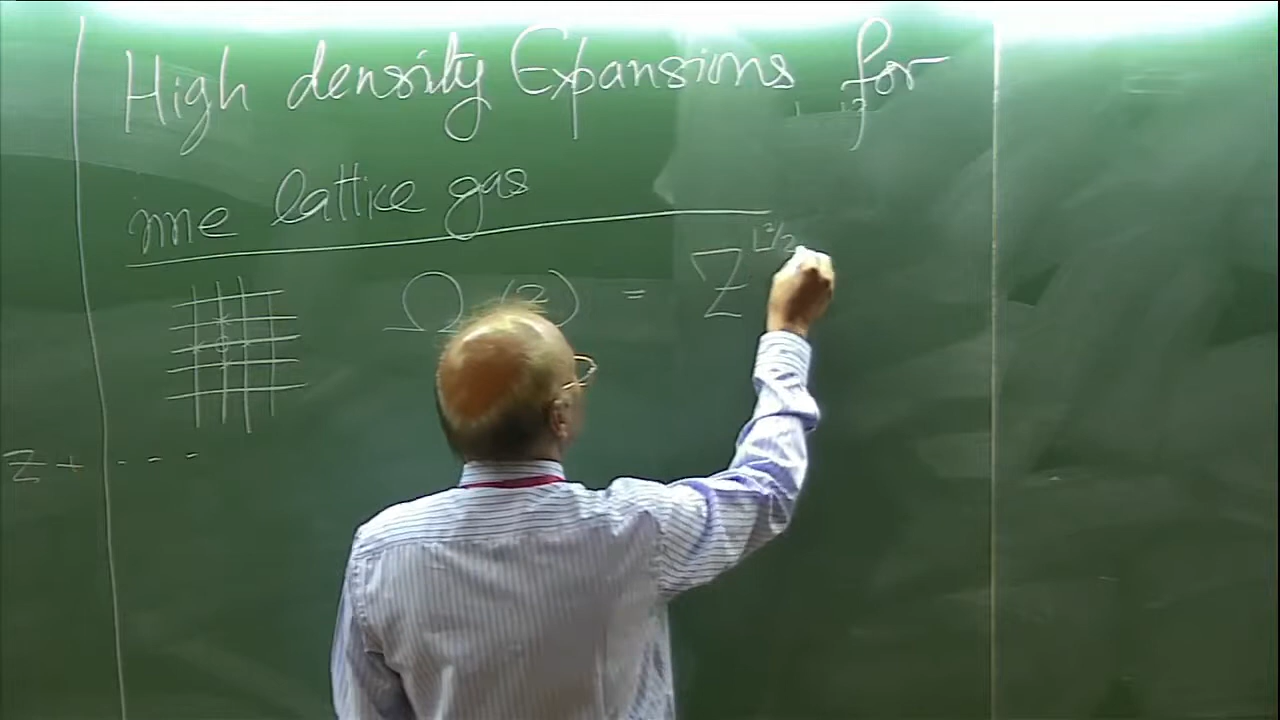 High density Expansions for
nne lattice gas
Ω (z) = Z^{L²/2}
Z + - - - -